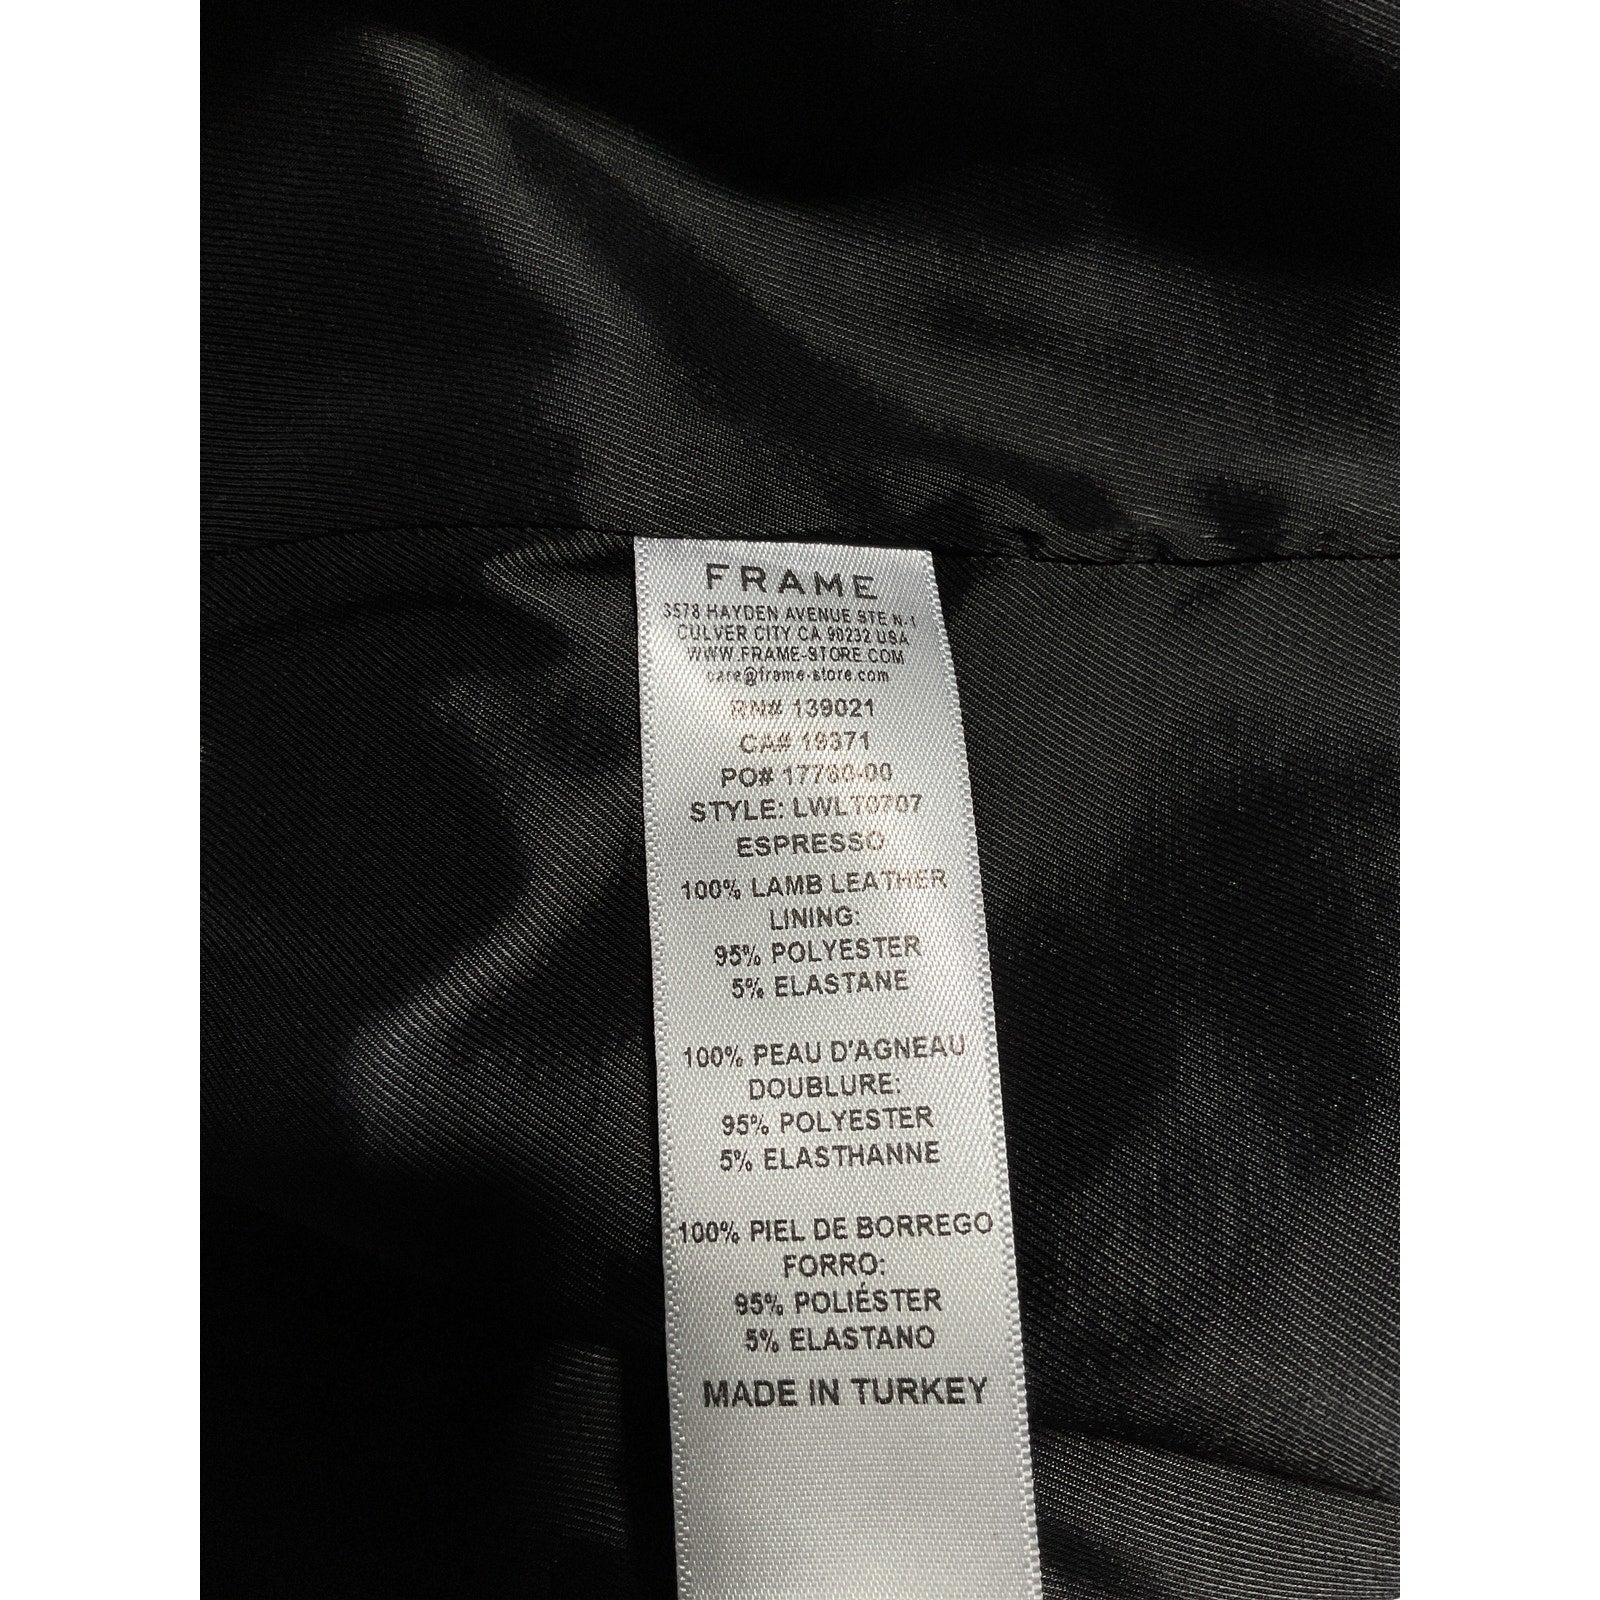 FRAME
3578 HAYDEN AVENUE STE N-1
CULVER CITY CA 90232 USA
WWW.FRAME-STORE.COM
care@frame-store.com
RN# 139021
CA# 19371
PO# 17780-00
STYLE: LWLT0707
ESPRESSO
100% LAMB LEATHER
LINING:
95% POLYESTER
5% ELASTANE
100% PEAU D'AGNEAU
DOUBLURE:
95% POLYESTER
5% ELASTHANNE
100% PIEL DE BORREGO
FORRO:
95% POLIÉSTER
5% ELASTANO
MADE IN TURKEY